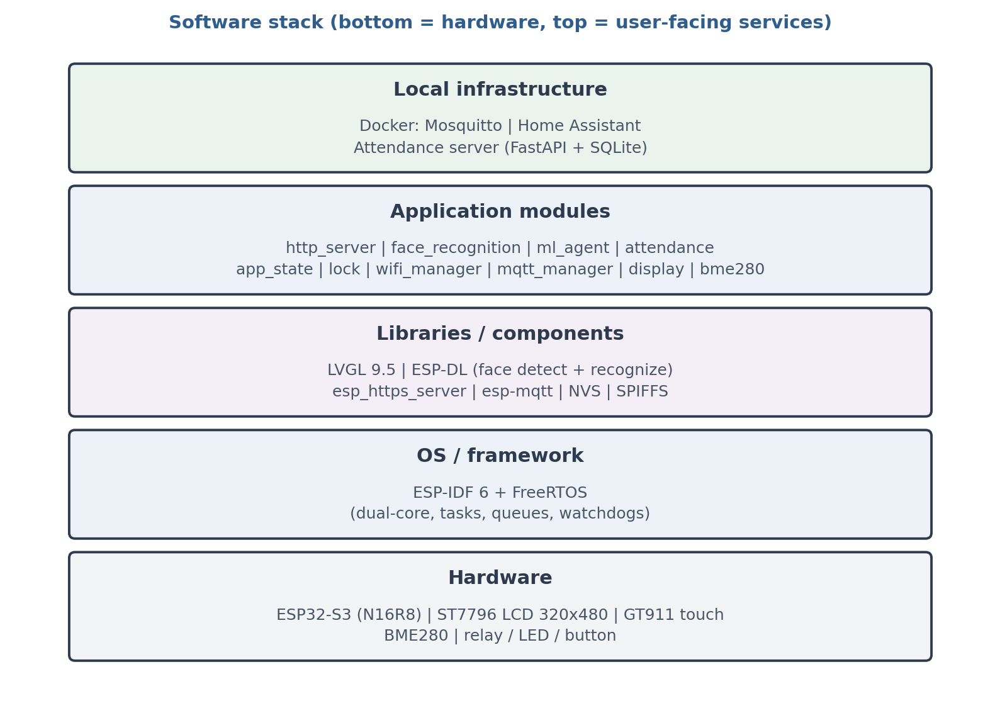 Software stack (bottom = hardware, top = user-facing services)
Local infrastructure
Docker: Mosquitto | Home Assistant
Attendance server (FastAPI + SQLite)
Application modules
http_server | face_recognition | ml_agent | attendance
app_state | lock | wifi_manager | mqtt_manager | display | bme280
Libraries / components
LVGL 9.5 | ESP-DL (face detect + recognize)
esp_https_server | esp-mqtt | NVS | SPIFFS
OS / framework
ESP-IDF 6 + FreeRTOS
(dual-core, tasks, queues, watchdogs)
Hardware
ESP32-S3 (N16R8) | ST7796 LCD 320x480 | GT911 touch
BME280 | relay / LED / button